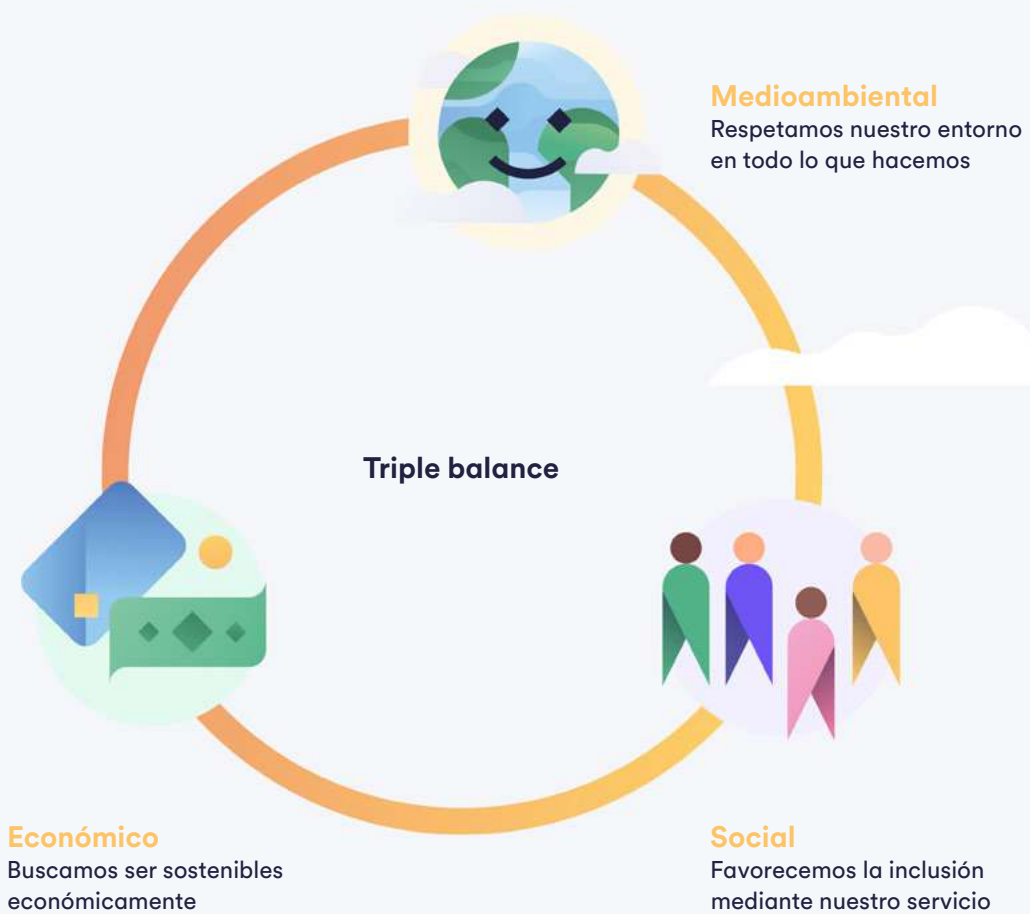 Medioambiental
Respetamos nuestro entorno
en todo lo que hacemos
Triple balance
Económico
Buscamos ser sostenibles
económicamente
Social
Favorecemos la inclusión
mediante nuestro servicio